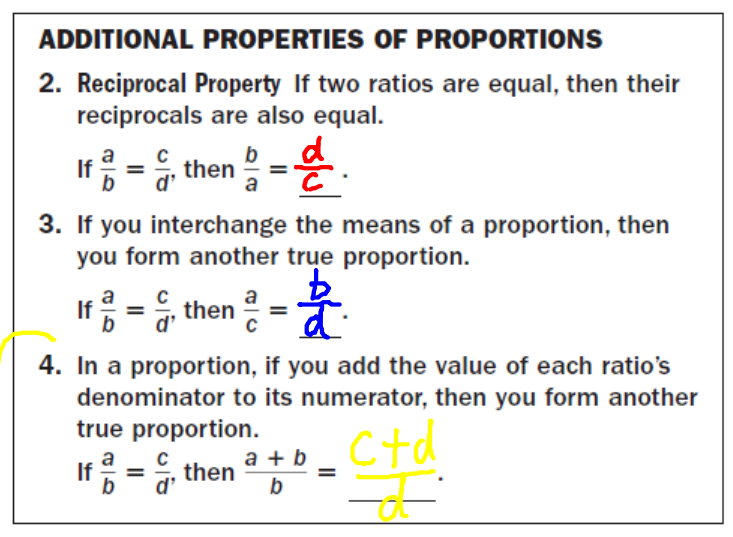 ADDITIONAL PROPERTIES OF PROPORTIONS
2. Reciprocal Property If two ratios are equal, then their
reciprocals are also equal.
If a/b = c/d, then b/a = d/c.
3. If you interchange the means of a proportion, then
you form another true proportion.
If a/b = c/d, then a/c = b/d.
4. In a proportion, if you add the value of each ratio's
denominator to its numerator, then you form another
true proportion.
If a/b = c/d, then a + b/b = c+d/d.